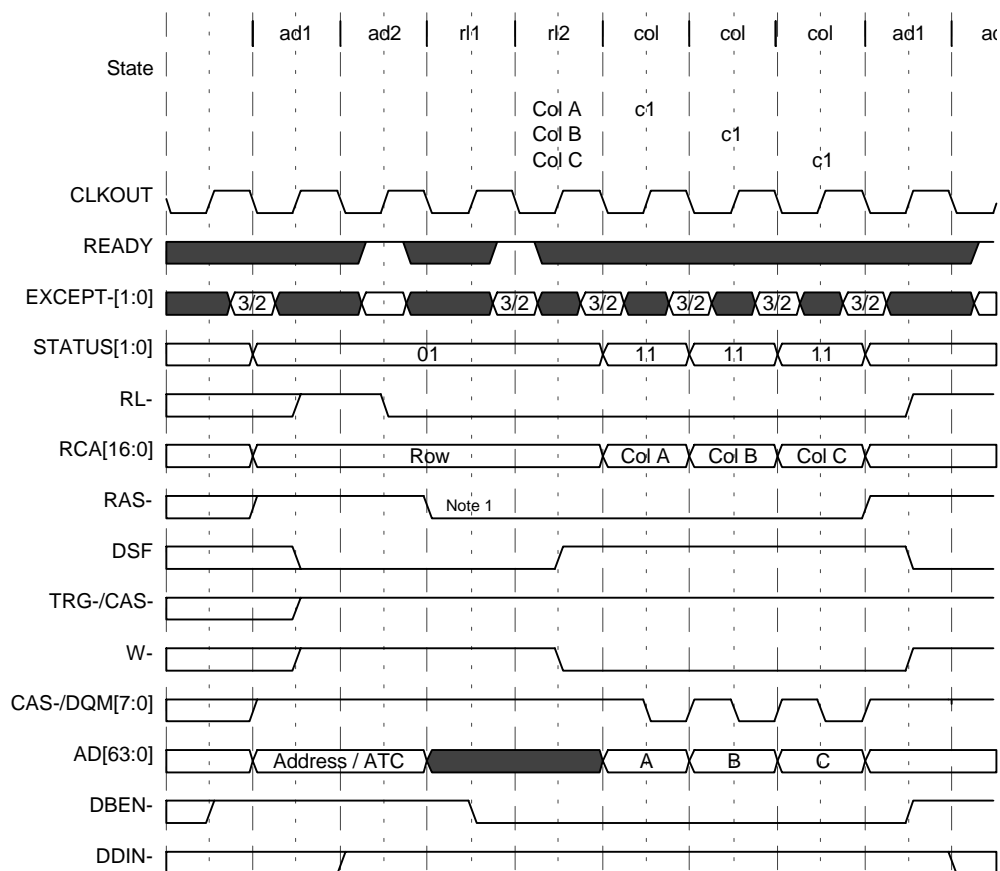 ad1 ad2 rl1 rl2 col col col ad1 ad
State
Col A c1
Col B c1
Col C c1
CLKOUT
READY
EXCEPT-[1:0] 3/2 3/2 3/2 3/2 3/2 3/2
STATUS[1:0] 01 11 11 11
RL-
RCA[16:0] Row Col A Col B Col C
RAS- Note 1
DSF
TRG-/CAS-
W-
CAS-/DQM[7:0]
AD[63:0] Address / ATC A B C
DBEN-
DDIN-